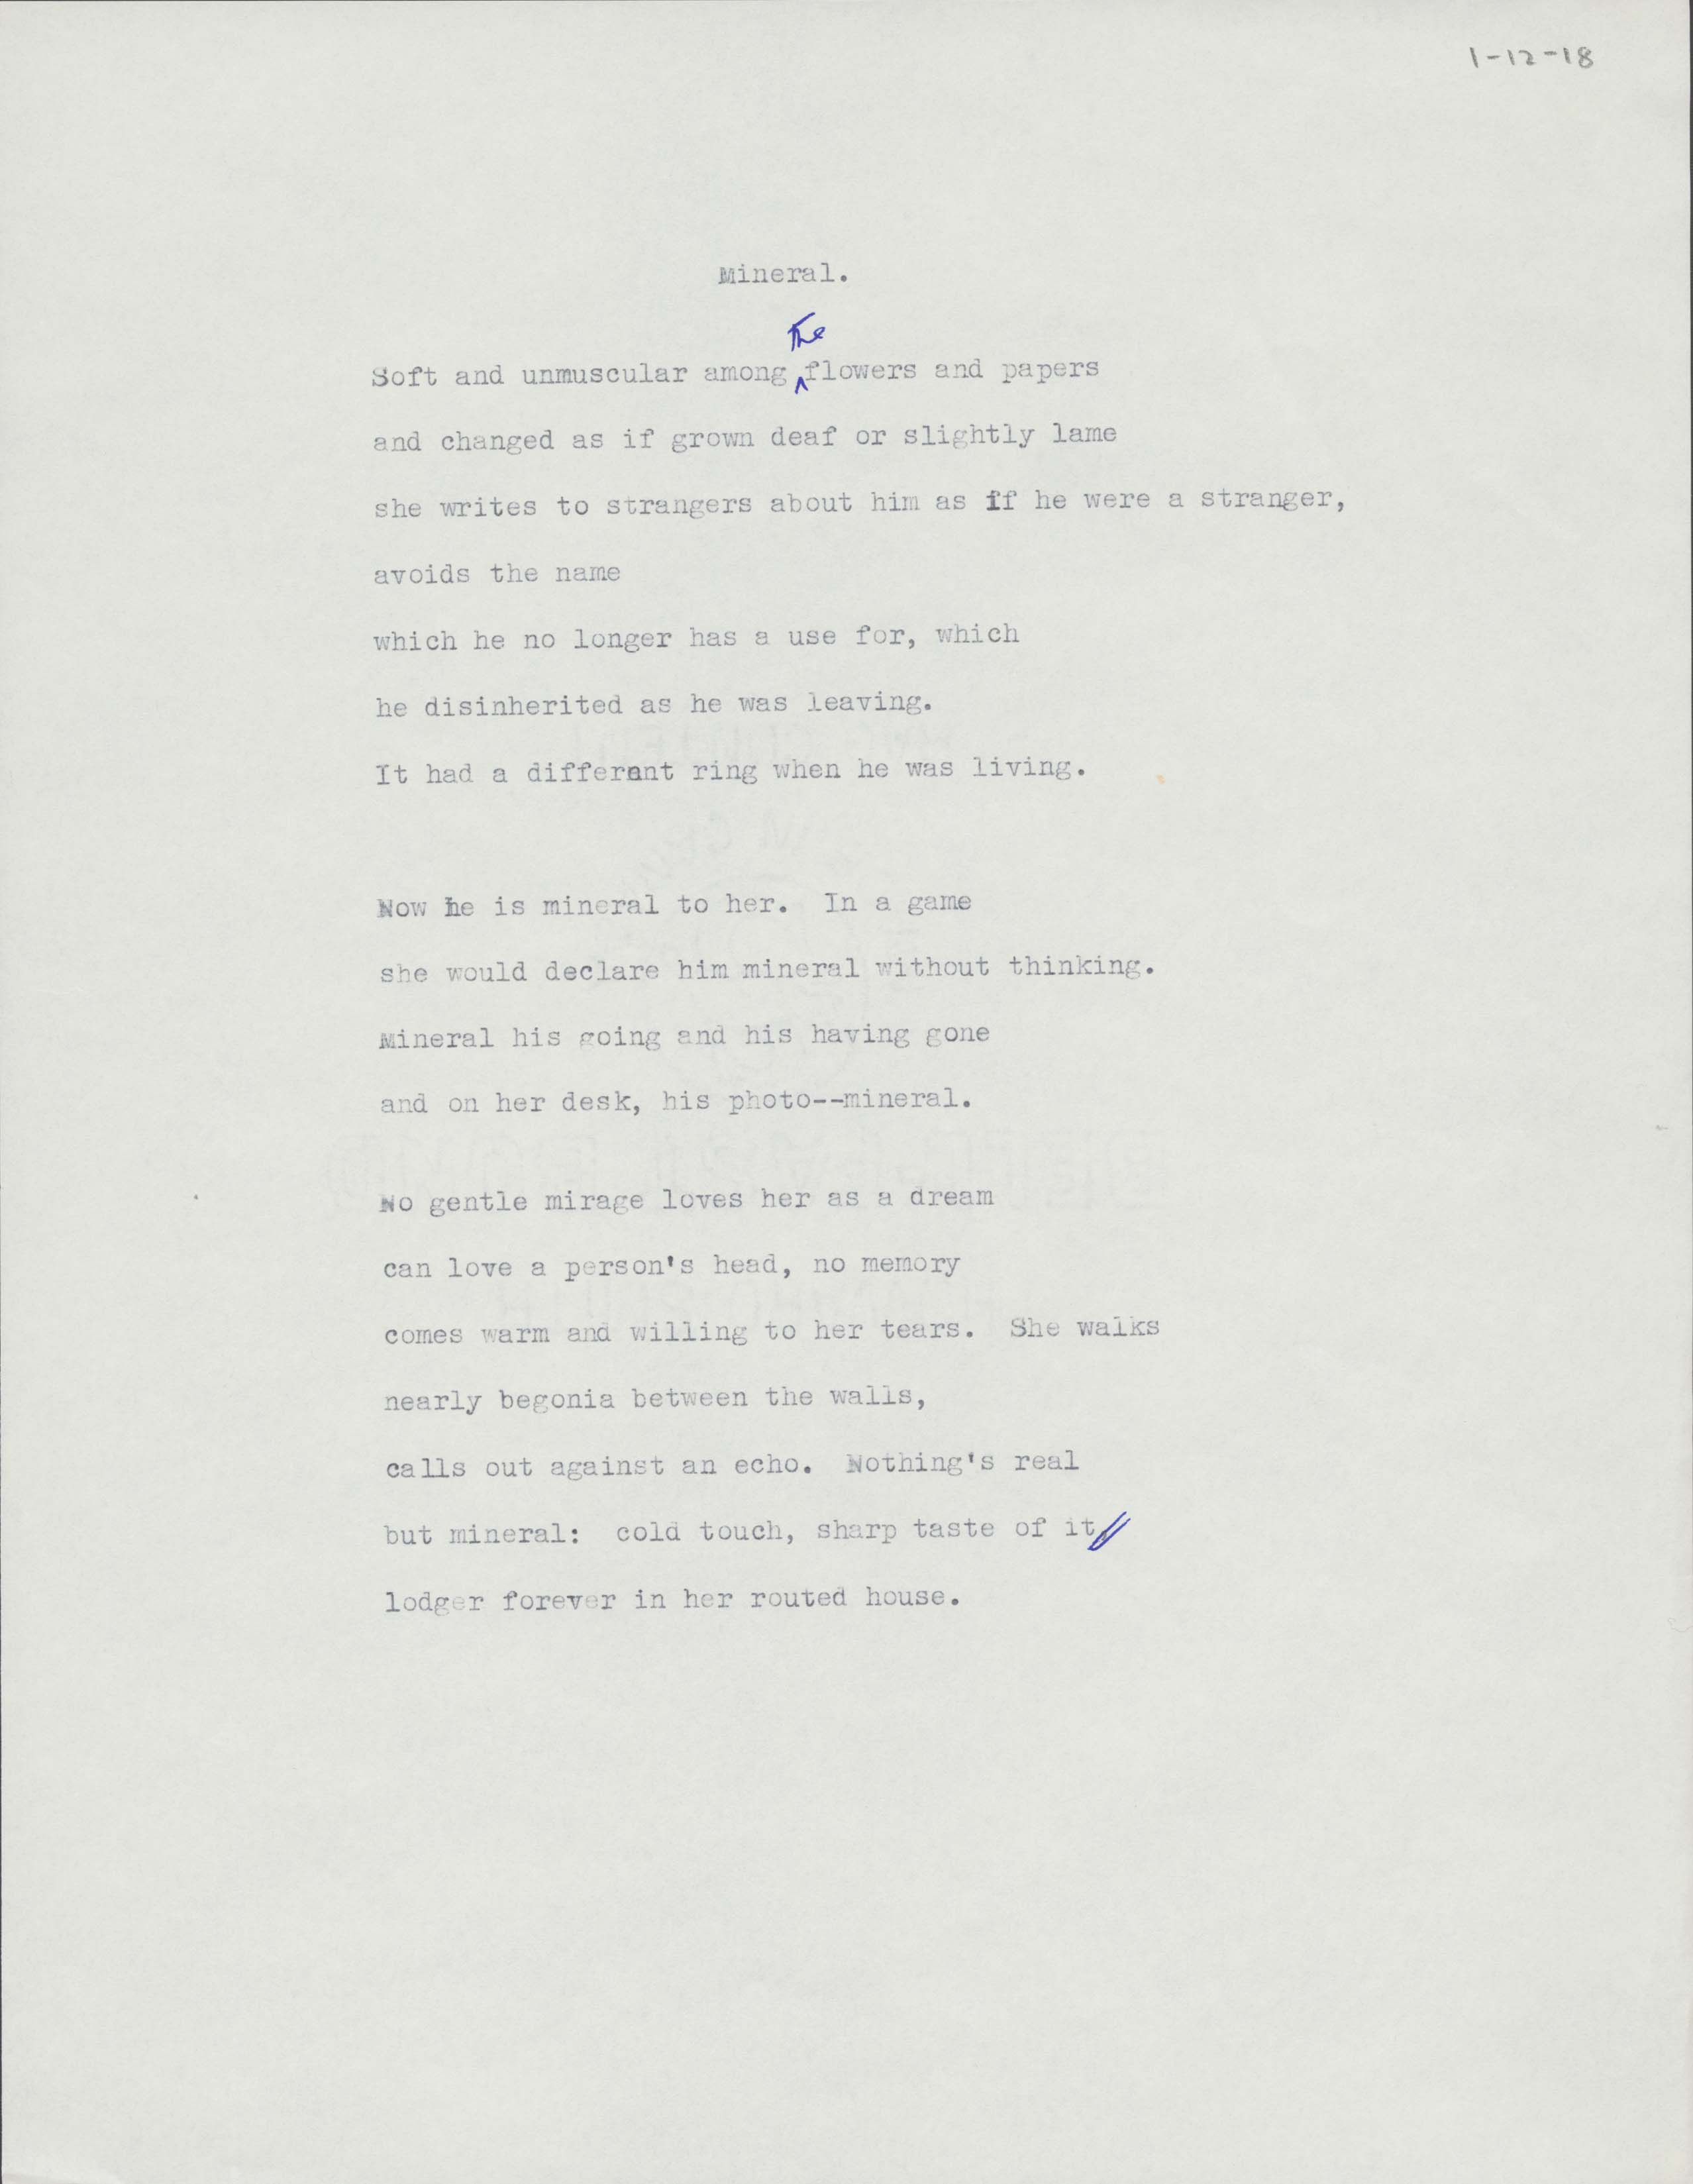 1-12-18
Mineral.
The
Soft and unmuscular among flowers and papers
and changed as if grown deaf or slightly lame
she writes to strangers about him as if he were a stranger,
avoids the name
which he no longer has a use for, which
he disinherited as he was leaving.
It had a different ring when he was living.
Now he is mineral to her. In a game
she would declare him mineral without thinking.
Mineral his going and his having gone
and on her desk, his photo--mineral.
No gentle mirage loves her as a dream
can love a person's head, no memory
comes warm and willing to her tears. She walks
nearly begonia between the walls,
calls out against an echo. Nothing's real
but mineral: cold touch, sharp taste of it
lodger forever in her routed house.